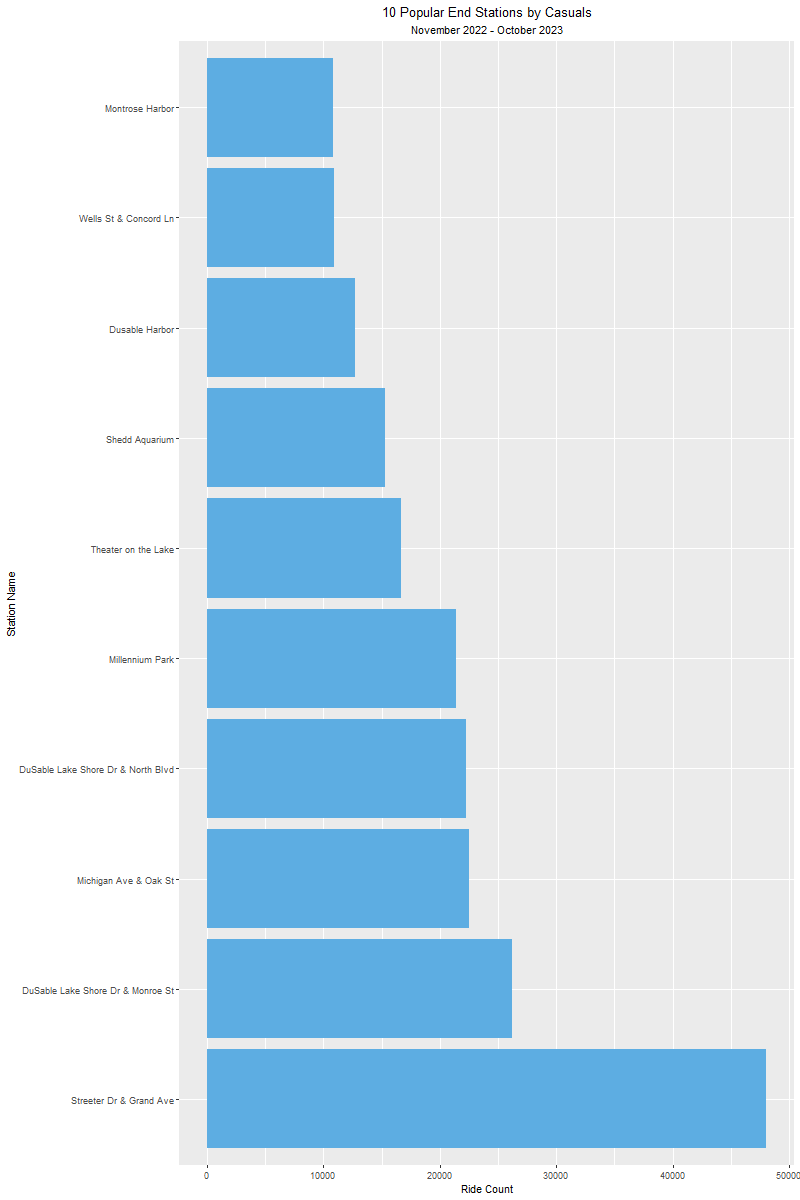 10 Popular End Stations by Casuals
November 2022 - October 2023
Station Name
Montrose Harbor
Wells St & Concord Ln
Dusable Harbor
Shedd Aquarium
Theater on the Lake
Millennium Park
DuSable Lake Shore Dr & North Blvd
Michigan Ave & Oak St
DuSable Lake Shore Dr & Monroe St
Streeter Dr & Grand Ave
0 10000 20000 30000 40000 50000
Ride Count